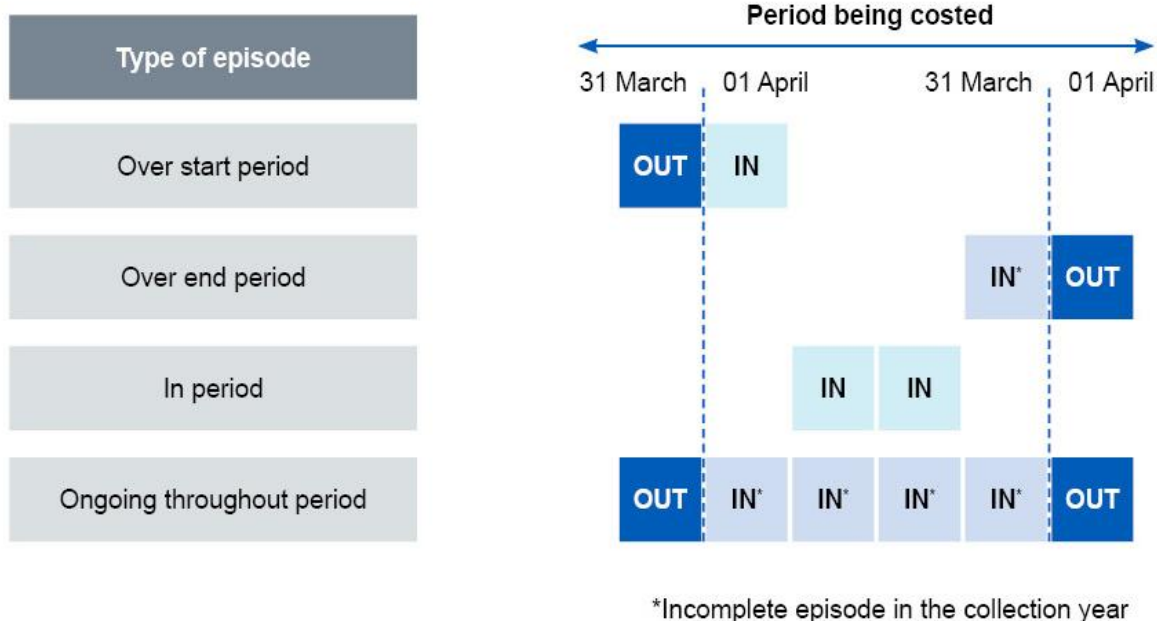 Period being costed
Type of episode
31 March 01 April 31 March 01 April
Over start period OUT IN
Over end period IN* OUT
In period IN IN
Ongoing throughout period OUT IN* IN* IN* IN* OUT
*Incomplete episode in the collection year